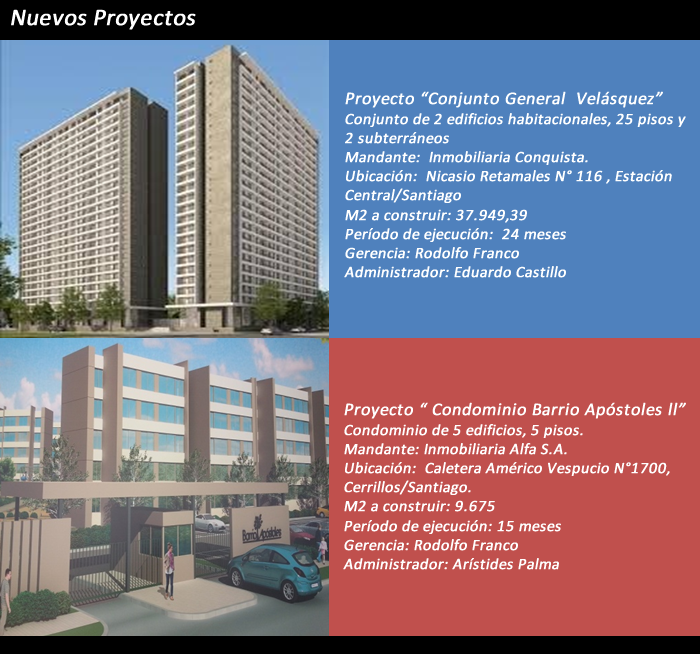 Nuevos Proyectos
Proyecto “Conjunto General Velásquez”
Conjunto de 2 edificios habitacionales, 25 pisos y
2 subterráneos
Mandante: Inmobiliaria Conquista.
Ubicación: Nicasio Retamales N° 116 , Estación
Central/Santiago
M2 a construir: 37.949,39
Período de ejecución: 24 meses
Gerencia: Rodolfo Franco
Administrador: Eduardo Castillo
Proyecto “ Condominio Barrio Apóstoles ll”
Condominio de 5 edificios, 5 pisos.
Mandante: Inmobiliaria Alfa S.A.
Ubicación: Caletera Américo Vespucio N°1700,
Cerrillos/Santiago.
M2 a construir: 9.675
Período de ejecución: 15 meses
Gerencia: Rodolfo Franco
Administrador: Arístides Palma
Barrio Apóstoles